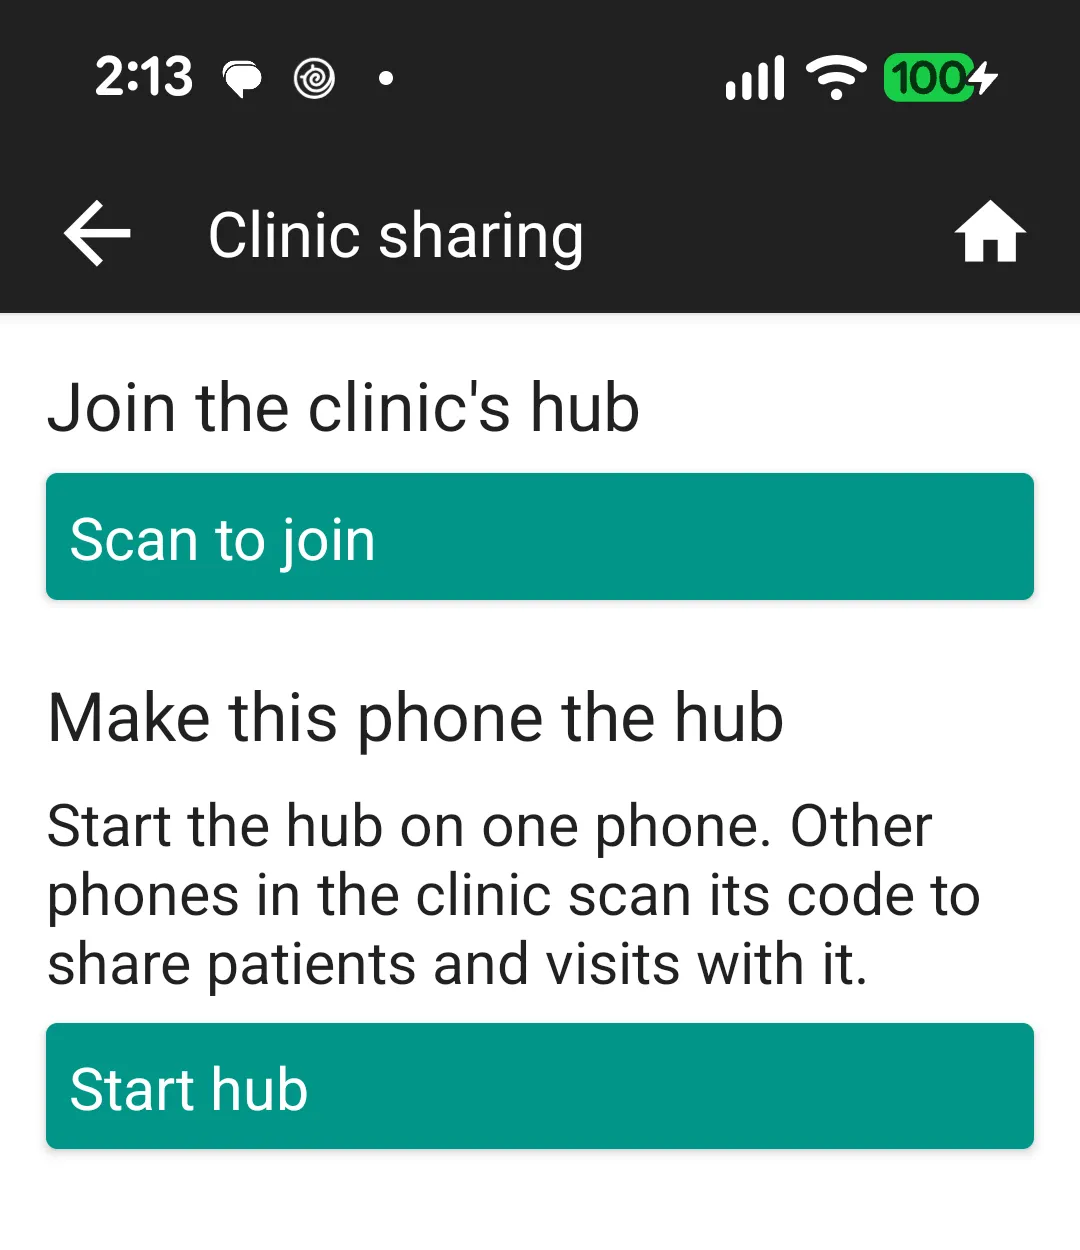 2:13
100
Clinic sharing
Join the clinic's hub
Scan to join
Make this phone the hub
Start the hub on one phone. Other
phones in the clinic scan its code to
share patients and visits with it.
Start hub